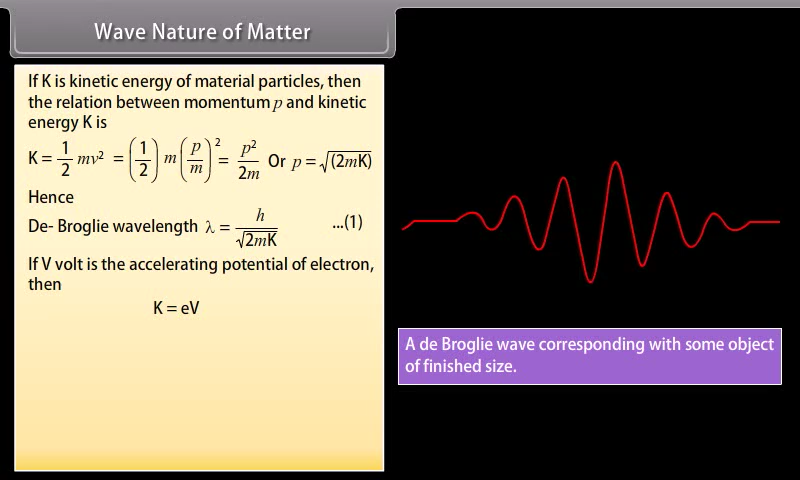 Wave Nature of Matter
If K is kinetic energy of material particles, then
the relation between momentum p and kinetic
energy K is
K = 1/2 mv² = (1/2) m (p/m)² = p²/2m Or p = √(2mK)
Hence
De- Broglie wavelength λ = h/√2mK ...(1)
If V volt is the accelerating potential of electron,
then
K = eV
A de Broglie wave corresponding with some object
of finished size.